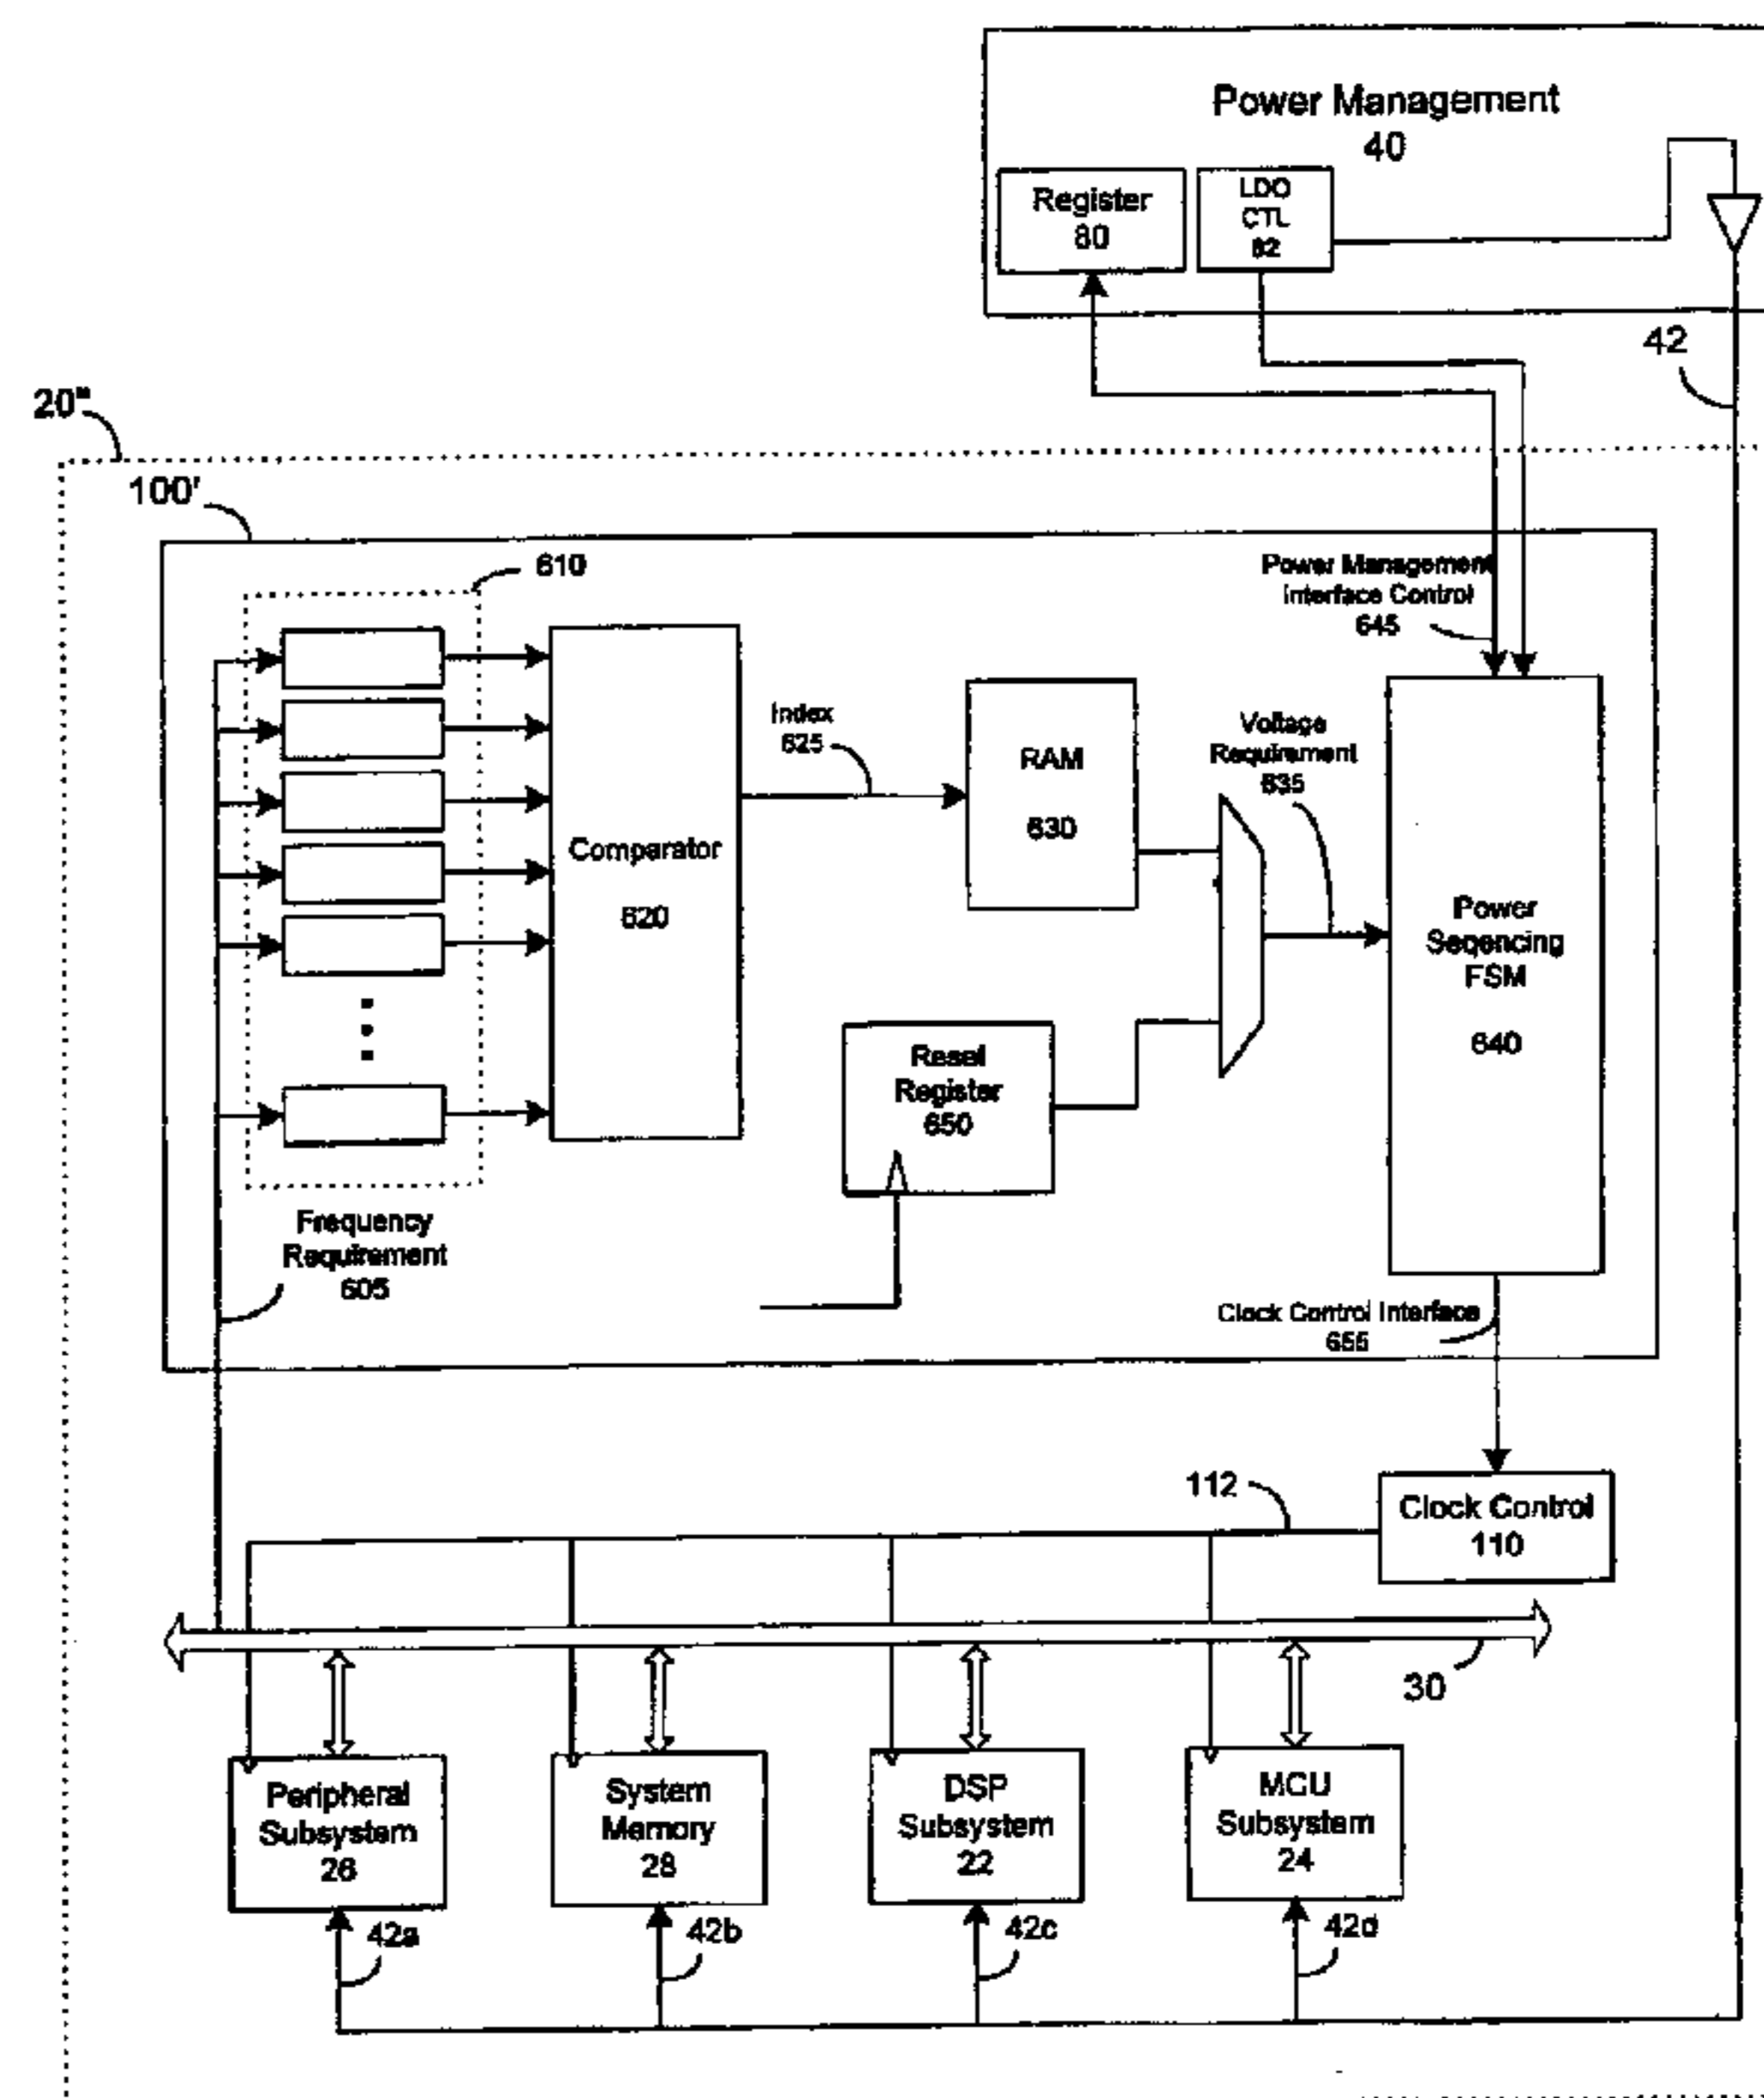 Power Management
40
Register
80
LDO
CTL
82
42
20"
100'
610
Power Management
Interface Control
645
Index
625
RAM
630
Voltage
Requirement
635
Comparator
620
Power
Seqencing
FSM
640
Reset
Register
650
Frequency
Requirement
605
Clock Control Interface
655
112
Clock Control
110
30
Peripheral
Subsystem
26
System
Memory
28
DSP
Subsystem
22
MCU
Subsystem
24
42a
42b
42c
42d